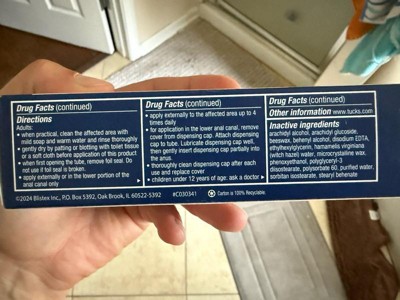 Drug Facts (continued)
Directions
Adults:
• when practical, clean the affected area with
mild soap and warm water and rinse thoroughly
• gently dry by patting or blotting with toilet tissue
or a soft cloth before application of this product
• when first opening the tube, remove foil seal. Do
not use if foil seal is broken.
• apply externally or in the lower portion of the
anal canal only
Drug Facts (continued)
• apply externally to the affected area up to 4
times daily
• for application in the lower anal canal, remove
cover from dispensing cap. Attach dispensing
cap to tube. Lubricate dispensing cap well,
then gently insert dispensing cap partially into
the anus.
• thoroughly clean dispensing cap after each
use and replace cover
• children under 12 years of age: ask a doctor
Drug Facts (continued)
Other information www.tucks.com
Inactive ingredients
arachidyl alcohol, arachidyl glucoside,
beeswax, behenyl alcohol, disodium EDTA,
ethylhexylglycerin, hamamelis virginiana
(witch hazel) water, microcrystalline wax,
phenoxyethanol, polyglyceryl-3
diisostearate, polysorbate 60, purified water,
sorbitan isostearate, stearyl behenate
©2024 Blistex Inc., P.O. Box 5392, Oak Brook, IL 60522-5392
#C030341
Carton is 100% Recyclable.